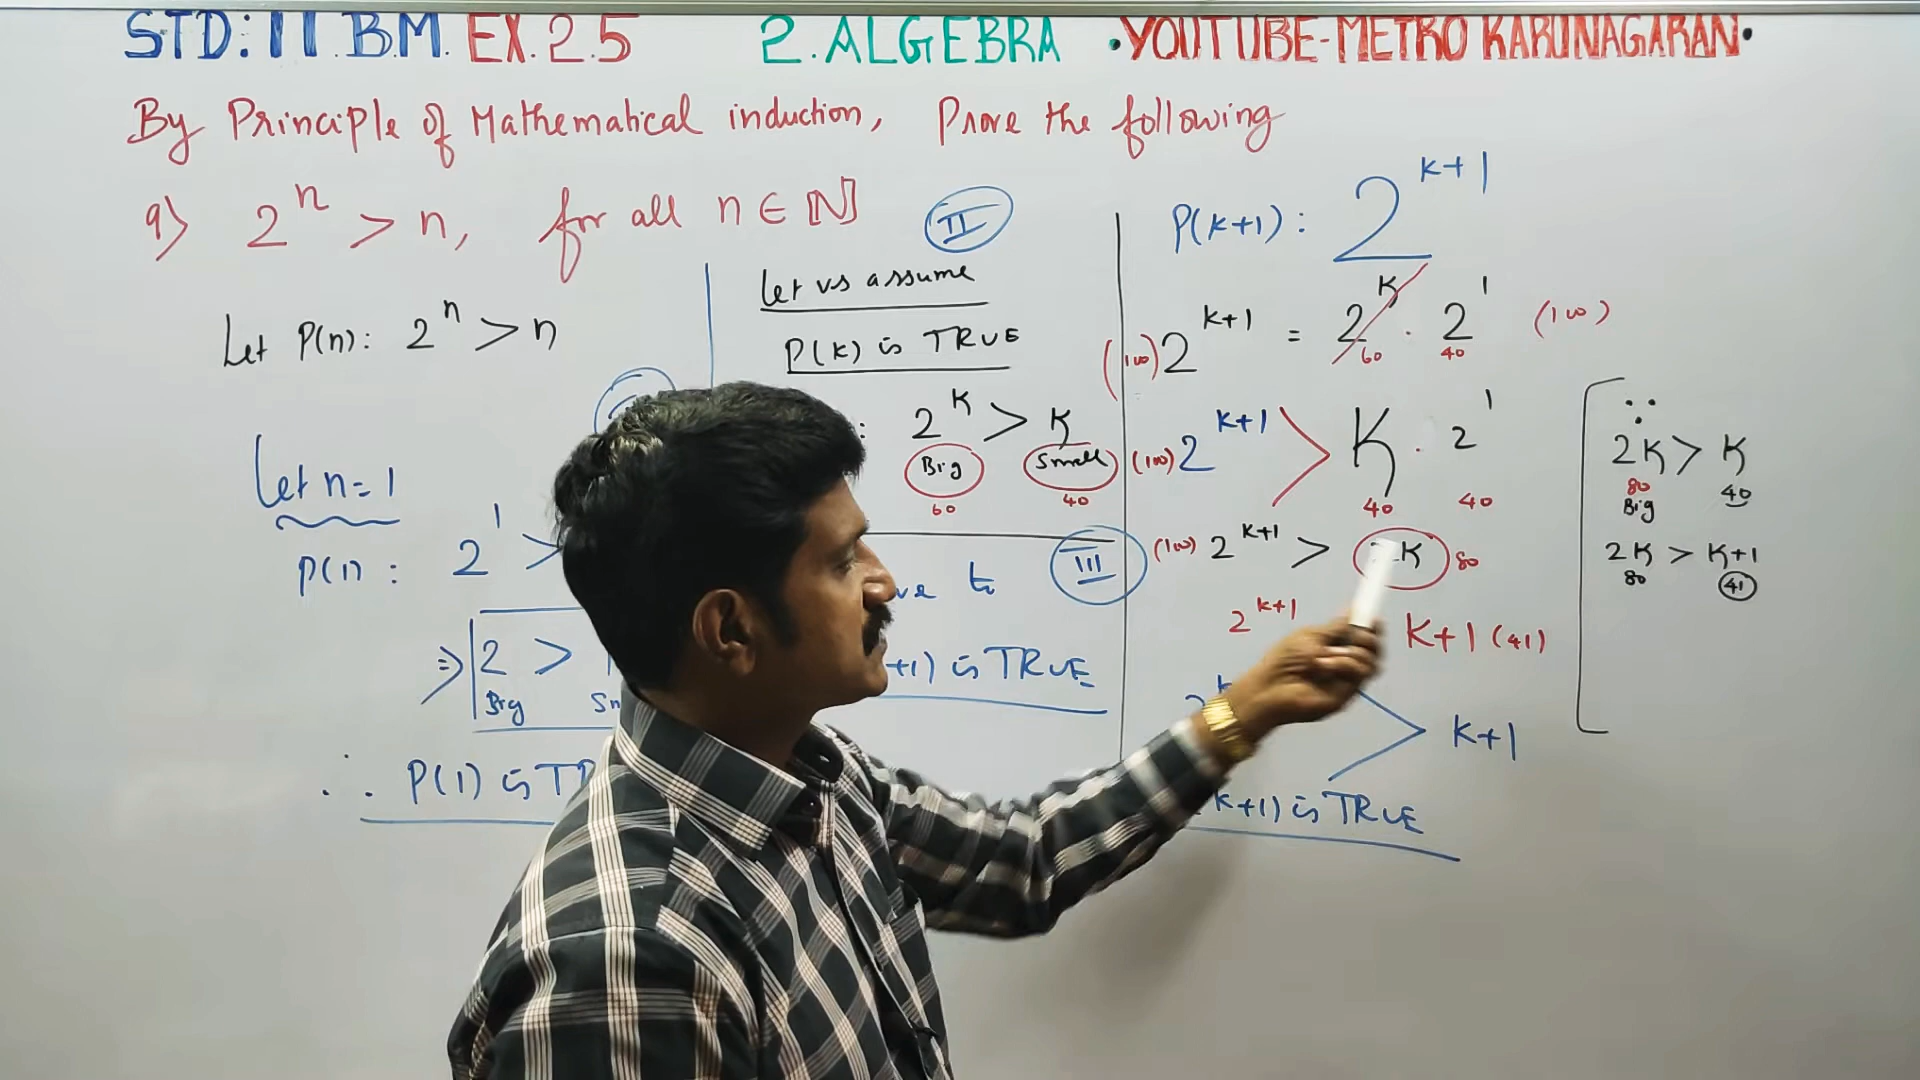 STD: 11 B.M. EX. 2.5 2. ALGEBRA •YOUTUBE-METRO KARUNAGARAN•
By Principle of Mathematical induction, Prove the following
9) 2^n > n, for all n ∈ ℕ
Let P(n): 2^n > n
Let n = 1
P(1): 2^1 >
⇒ 2 >
Big
∴ P(1) is
II
Let us assume
P(k) is TRUE
: 2^k > k
Big Small
60 40
III
to
+1) is TRUE
P(k+1): 2^(k+1)
(100) 2^(k+1) = 2^k · 2^1 (100)
60 40
(100) 2^(k+1) > k · 2^1
40 40
(100) 2^(k+1) > k 80
2^(k+1) k+1 (41)
k+1
k+1) is TRUE
∵
2k > k
80 40
Big
2k > k+1
80 41